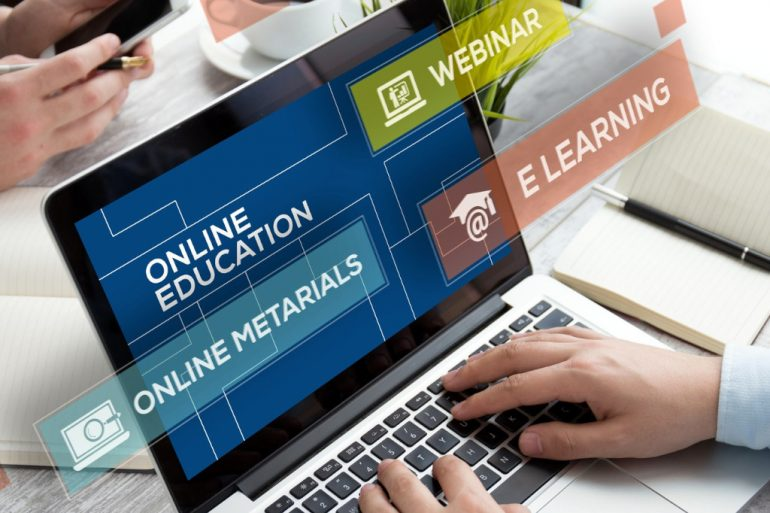 WEBINAR
E LEARNING
ONLINE
EDUCATION
ONLINE METARIALS